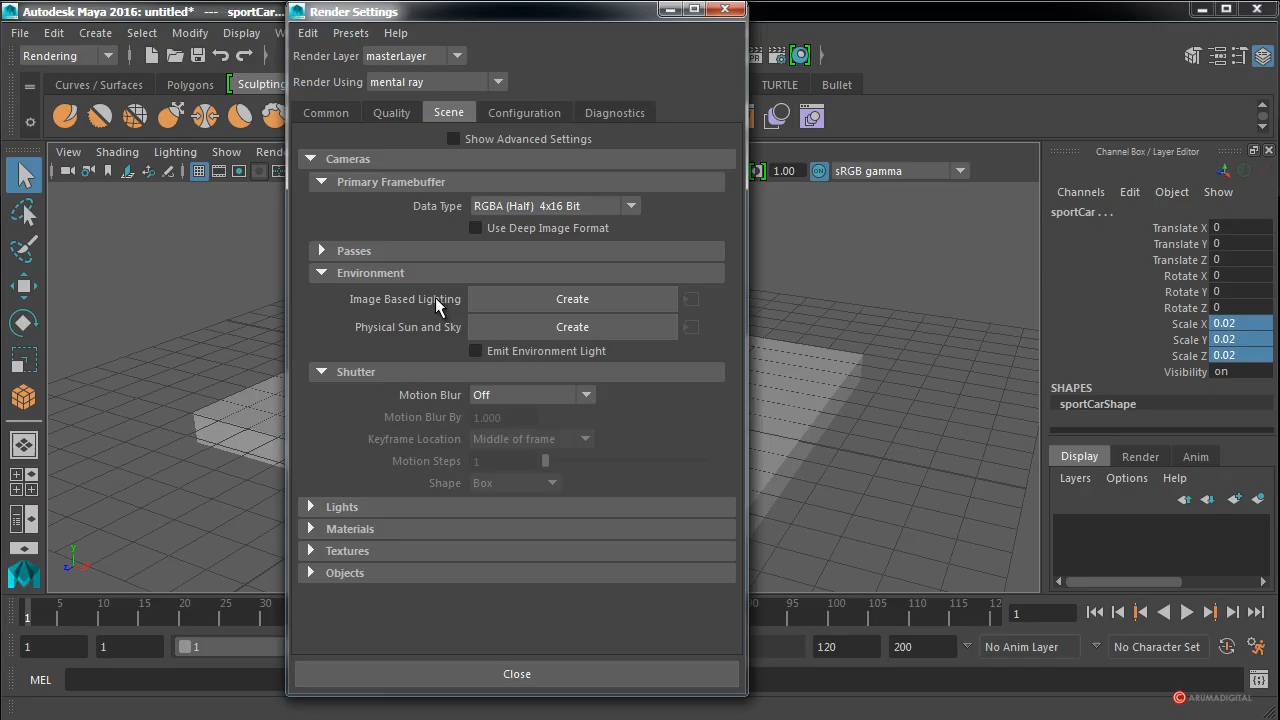 Autodesk Maya 2016: untitled*   ---   sportCar...
Render Settings
File Edit Create Select Modify Display
Edit Presets Help
Rendering
Render Layer masterLayer
Render Using mental ray
Curves / Surfaces Polygons Sculpting
TURTLE Bullet
Common Quality Scene Configuration Diagnostics
Show Advanced Settings
View Shading Lighting Show
Cameras
Channel Box / Layer Editor
1.00 sRGB gamma
ON
Primary Framebuffer
Data Type RGBA (Half) 4x16 Bit
Use Deep Image Format
Passes
Environment
Image Based Lighting Create
Physical Sun and Sky Create
Emit Environment Light
Shutter
Motion Blur Off
Motion Blur By 1.000
Keyframe Location Middle of frame
Motion Steps 1
Shape Box
Lights
Materials
Textures
Objects
Close
Channels Edit Object Show
sportCar . . .
Translate X 0
Translate Y 0
Translate Z 0
Rotate X 0
Rotate Y 0
Rotate Z 0
Scale X 0.02
Scale Y 0.02
Scale Z 0.02
Visibility on
SHAPES
sportCarShape
Display Render Anim
Layers Options Help
y
z x
1 5 10 15 20 25 30
95 100 105 110 115 12
1
1 1 1
120 200 No Anim Layer No Character Set
MEL
© ARUMADIGITAL